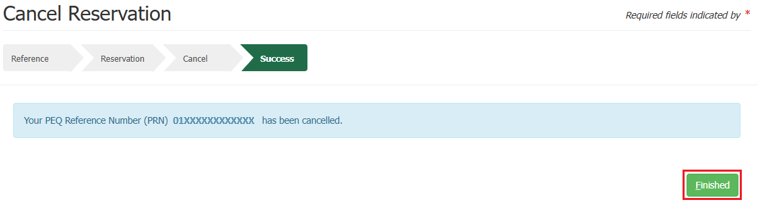 Cancel Reservation
Required fields indicated by *
Reference Reservation Cancel Success
Your PEQ Reference Number (PRN) 01XXXXXXXXXXXX has been cancelled.
Finished